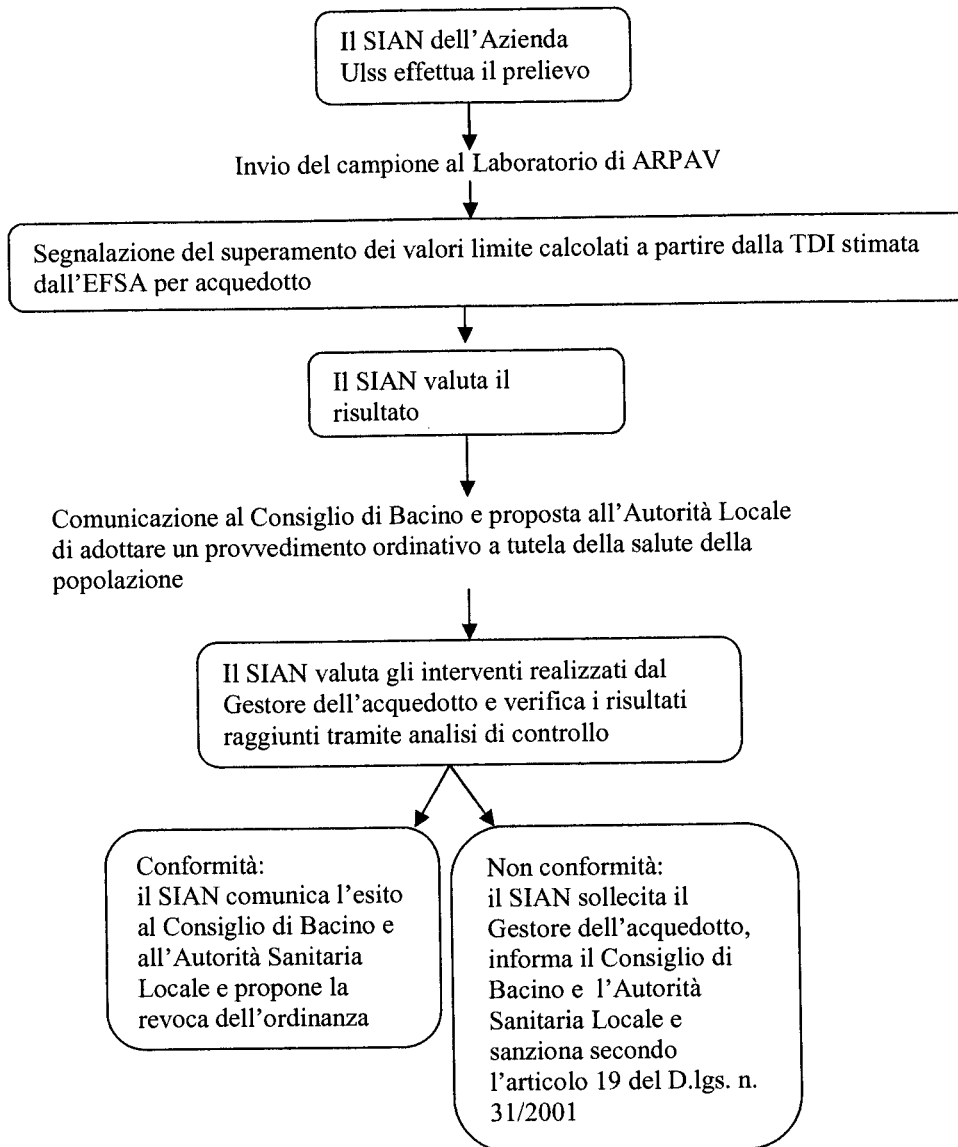 Il SIAN dell'Azienda
Ulss effettua il prelievo
Invio del campione al Laboratorio di ARPAV
Segnalazione del superamento dei valori limite calcolati a partire dalla TDI stimata
dall'EFSA per acquedotto
Il SIAN valuta il
risultato
Comunicazione al Consiglio di Bacino e proposta all'Autorità Locale
di adottare un provvedimento ordinativo a tutela della salute della
popolazione
Il SIAN valuta gli interventi realizzati dal
Gestore dell'acquedotto e verifica i risultati
raggiunti tramite analisi di controllo
Conformità:
il SIAN comunica l'esito
al Consiglio di Bacino e
all'Autorità Sanitaria
Locale e propone la
revoca dell'ordinanza
Non conformità:
il SIAN sollecita il
Gestore dell'acquedotto,
informa il Consiglio di
Bacino e l'Autorità
Sanitaria Locale e
sanziona secondo
l'articolo 19 del D.lgs. n.
31/2001